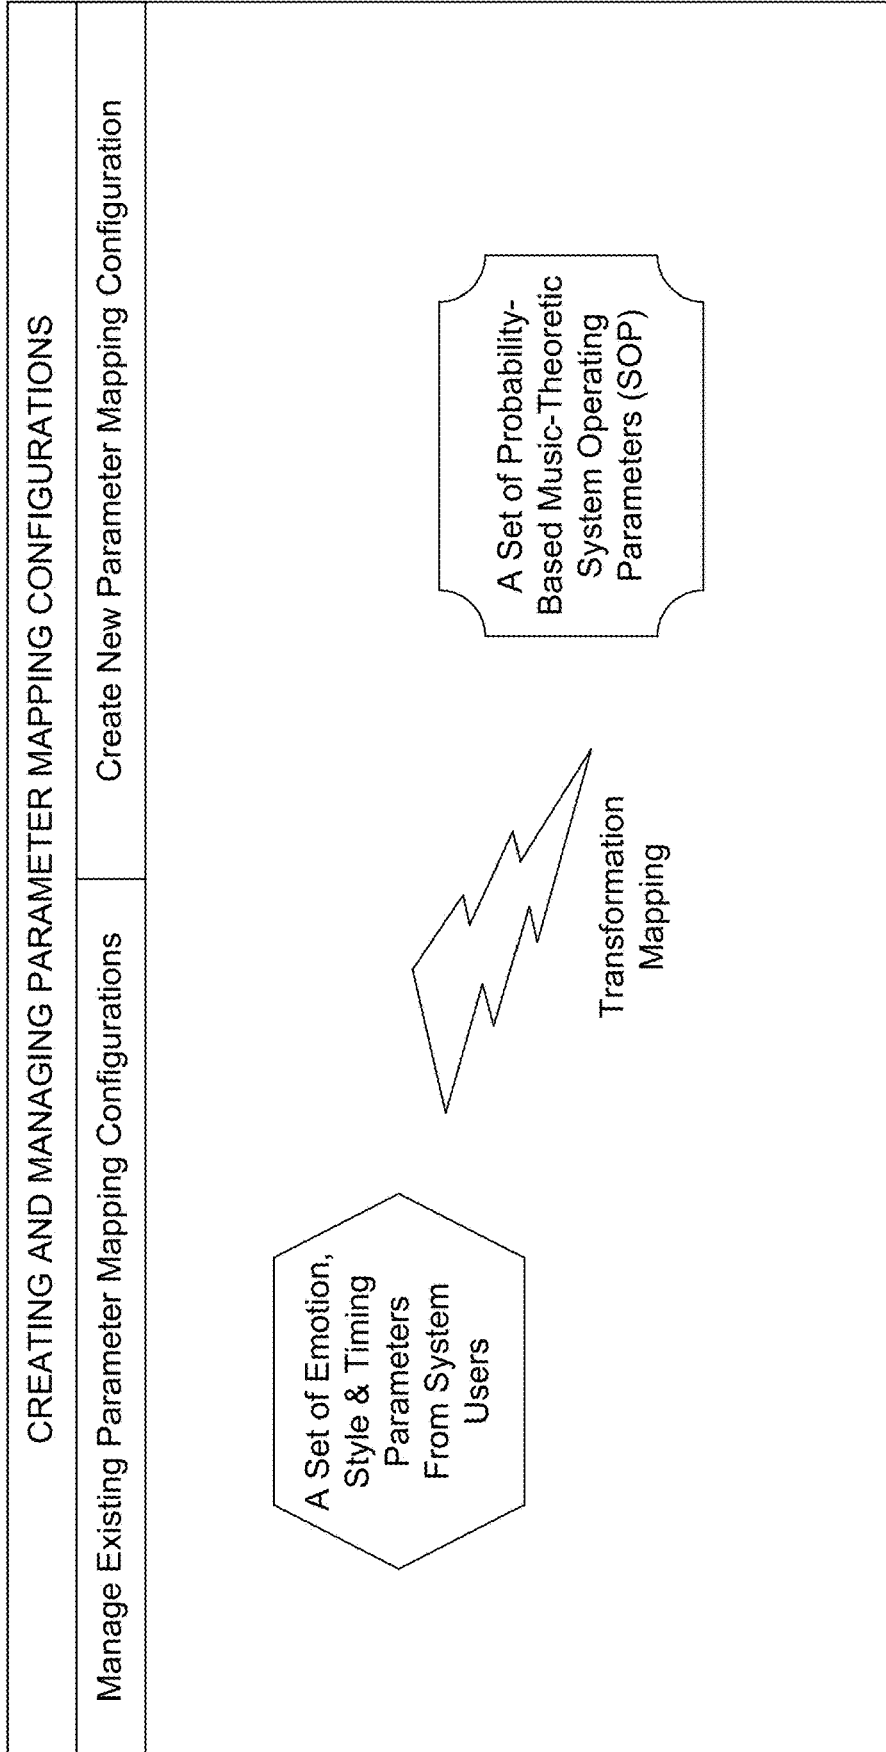 CREATING AND MANAGING PARAMETER MAPPING CONFIGURATIONS
Manage Existing Parameter Mapping Configurations
Create New Parameter Mapping Configuration
A Set of Emotion,
Style & Timing
Parameters
From System
Users
Transformation
Mapping
A Set of Probability-
Based Music-Theoretic
System Operating
Parameters (SOP)